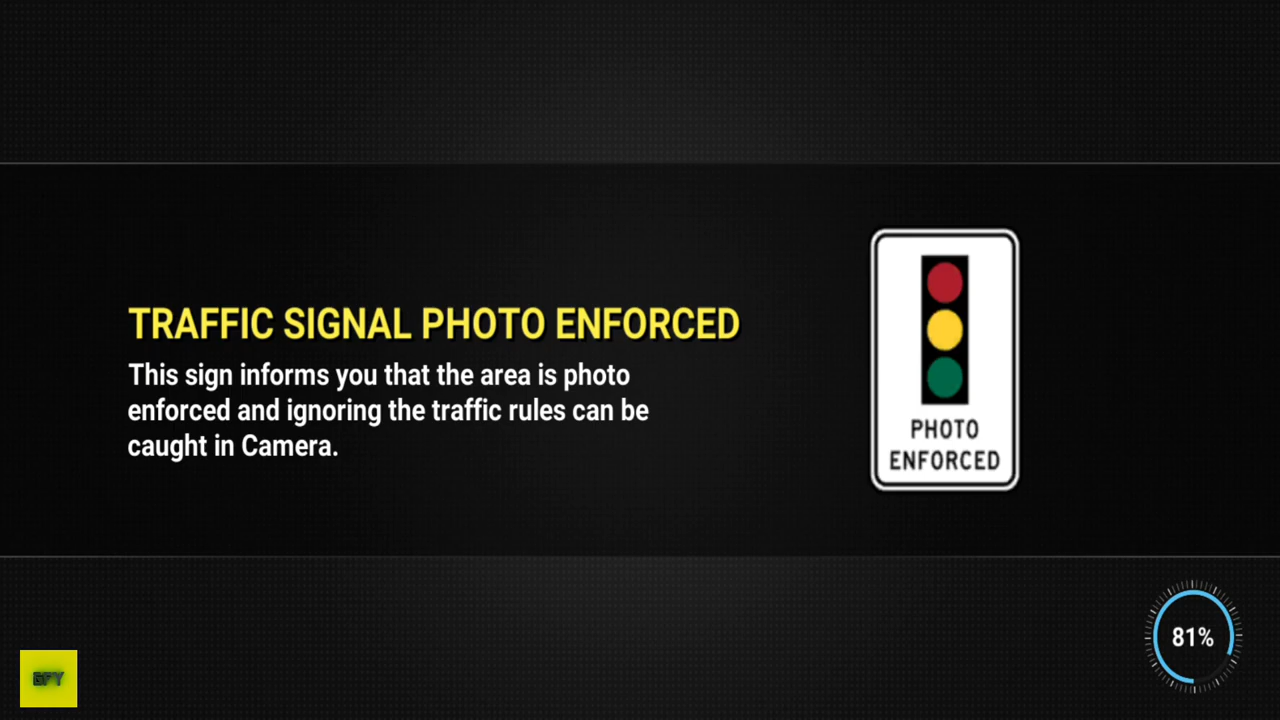 TRAFFIC SIGNAL PHOTO ENFORCED
This sign informs you that the area is photo
enforced and ignoring the traffic rules can be
caught in Camera.
PHOTO
ENFORCED
81%
GFY